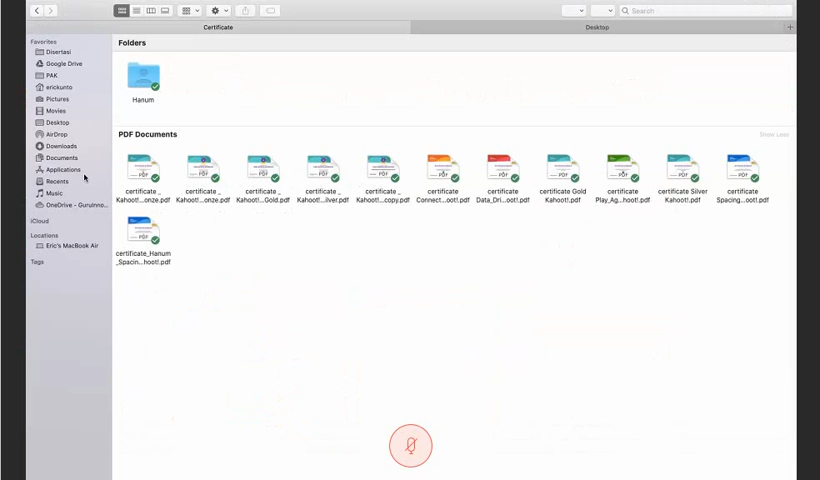 Search
Certificate
Desktop
Favorites
Disertasi
Google Drive
PAK
erickunto
Pictures
Movies
Desktop
AirDrop
Downloads
Documents
Applications
Recents
Music
OneDrive - GuruInno...
iCloud
Locations
Eric's MacBook Air
Tags
Folders
Hanum
PDF Documents
Show Less
certificate _
Kahoot!...onze.pdf
certificate _
Kahoot!...onze.pdf
certificate _
Kahoot!...Gold.pdf
certificate _
Kahoot!...ilver.pdf
certificate _
Kahoot!...copy.pdf
certificate
Connect...oot!.pdf
certificate
Data_Dri...oot!.pdf
certificate Gold
Kahoot!.pdf
certificate
Play_Ag...hoot!.pdf
certificate Silver
Kahoot!.pdf
certificate
Spacing...oot!.pdf
certificate_Hanum
_Spacin...hoot!.pdf